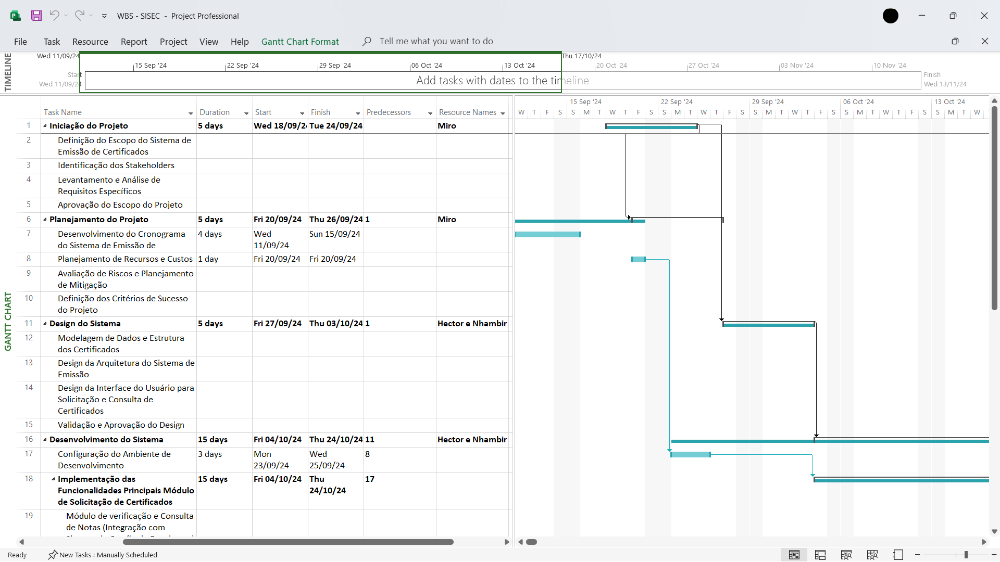 WBS - SISEC - Project Professional
File Task Resource Report Project View Help Gantt Chart Format Tell me what you want to do
TIMELINE
Wed 11/09/24 Thu 17/10/24
15 Sep '24 22 Sep '24 29 Sep '24 06 Oct '24 13 Oct '24 20 Oct '24 27 Oct '24 03 Nov '24 10 Nov '24
Start
Wed 11/09/24
Add tasks with dates to the timeline
Finish
Wed 13/11/24
GANTT CHART
Task Name Duration Start Finish Predecessors Resource Names
15 Sep '24 22 Sep '24 29 Sep '24 06 Oct '24 13 Oct '24
W T F S S M T W T F S S M T W T F S S M T W T F S S M T W T F S S M T W
1 Iniciação do Projeto 5 days Wed 18/09/24 Tue 24/09/24 Miro
2 Definição do Escopo do Sistema de
Emissão de Certificados
3 Identificação dos Stakeholders
4 Levantamento e Análise de
Requisitos Específicos
5 Aprovação do Escopo do Projeto
6 Planejamento do Projeto 5 days Fri 20/09/24 Thu 26/09/24 1 Miro
7 Desenvolvimento do Cronograma 4 days Wed Sun 15/09/24
do Sistema de Emissão de 11/09/24
8 Planejamento de Recursos e Custos 1 day Fri 20/09/24 Fri 20/09/24
9 Avaliação de Riscos e Planejamento
de Mitigação
10 Definição dos Critérios de Sucesso
do Projeto
11 Design do Sistema 5 days Fri 27/09/24 Thu 03/10/24 1 Hector e Nhambir
12 Modelagem de Dados e Estrutura
dos Certificados
13 Design da Arquitetura do Sistema de
Emissão
14 Design da Interface do Usuário para
Solicitação e Consulta de
Certificados
15 Validação e Aprovação do Design
16 Desenvolvimento do Sistema 15 days Fri 04/10/24 Thu 24/10/24 11 Hector e Nhambir
17 Configuração do Ambiente de 3 days Mon Wed 8
Desenvolvimento 23/09/24 25/09/24
18 Implementação das 15 days Fri 04/10/24 Thu 17
Funcionalidades Principais Módulo 24/10/24
de Solicitação de Certificados
19 Módulo de verificação e Consulta
de Notas (Integração com
Ready New Tasks : Manually Scheduled